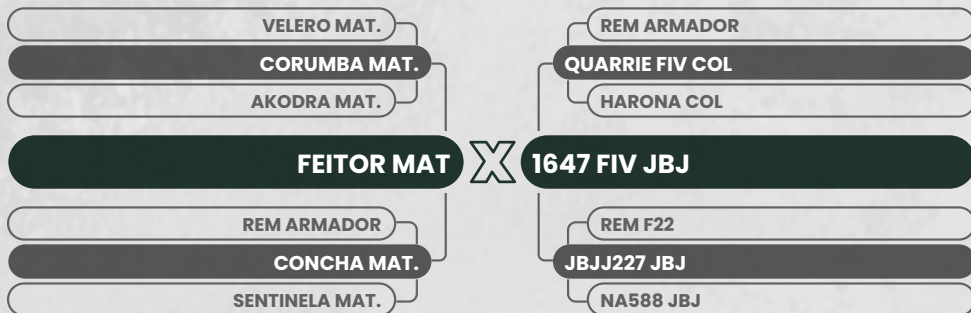 VELERO MAT.
CORUMBA MAT.
AKODRA MAT.
FEITOR MAT
REM ARMADOR
CONCHA MAT.
SENTINELA MAT.
X
REM ARMADOR
QUARRIE FIV COL
HARONA COL
1647 FIV JBJ
REM F22
JBJJ227 JBJ
NA588 JBJ